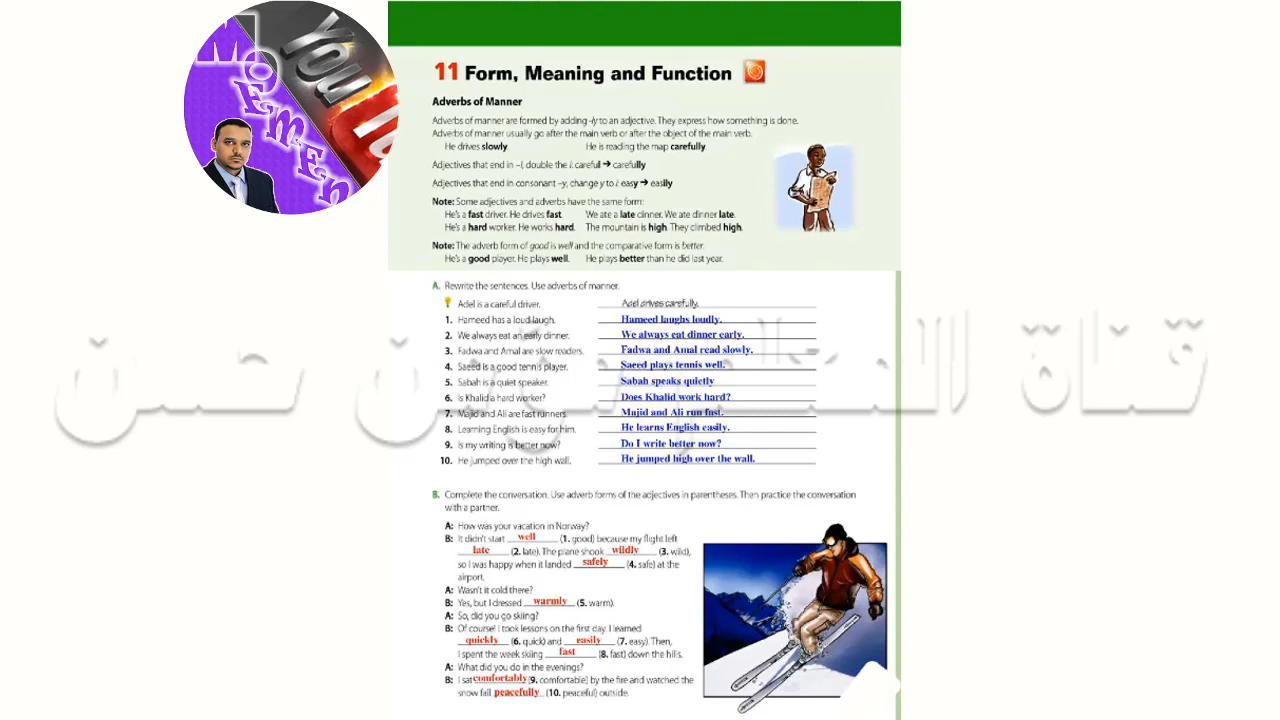 MOEMEN
YOU
11 Form, Meaning and Function
Adverbs of Manner
Adverbs of manner are formed by adding -ly to an adjective. They express how something is done.
Adverbs of manner usually go after the main verb or after the object of the main verb.
He drives slowly. He is reading the map carefully.
Adjectives that end in –l, double the l: careful ➔ carefully
Adjectives that end in consonant –y, change y to i: easy ➔ easily
Note: Some adjectives and adverbs have the same form:
He's a fast driver. He drives fast. We ate a late dinner. We ate dinner late.
He's a hard worker. He works hard. The mountain is high. They climbed high.
Note: The adverb form of good is well and the comparative form is better.
He's a good player. He plays well. He plays better than he did last year.
A. Rewrite the sentences. Use adverbs of manner.
Adel is a careful driver. Adel drives carefully.
1. Hameed has a loud laugh. Hameed laughs loudly.
2. We always eat an early dinner. We always eat dinner early.
3. Fadwa and Amal are slow readers. Fadwa and Amal read slowly.
4. Saeed is a good tennis player. Saeed plays tennis well.
5. Sabah is a quiet speaker. Sabah speaks quietly
6. Is Khalid a hard worker? Does Khalid work hard?
7. Majid and Ali are fast runners. Majid and Ali run fast.
8. Learning English is easy for him. He learns English easily.
9. Is my writing is better now? Do I write better now?
10. He jumped over the high wall. He jumped high over the wall.
قناة المعلم مؤمن حسن
B. Complete the conversation. Use adverb forms of the adjectives in parentheses. Then practice the conversation
with a partner.
A: How was your vacation in Norway?
B: It didn't start well (1. good) because my flight left
late (2. late). The plane shook wildly (3. wild),
so I was happy when it landed safely (4. safe) at the
airport.
A: Wasn't it cold there?
B: Yes, but I dressed warmly (5. warm).
A: So, did you go skiing?
B: Of course! I took lessons on the first day. I learned
quickly (6. quick) and easily (7. easy). Then,
I spent the week skiing fast (8. fast) down the hills.
A: What did you do in the evenings?
B: I sat comfortably (9. comfortable) by the fire and watched the
snow fall peacefully (10. peaceful) outside.